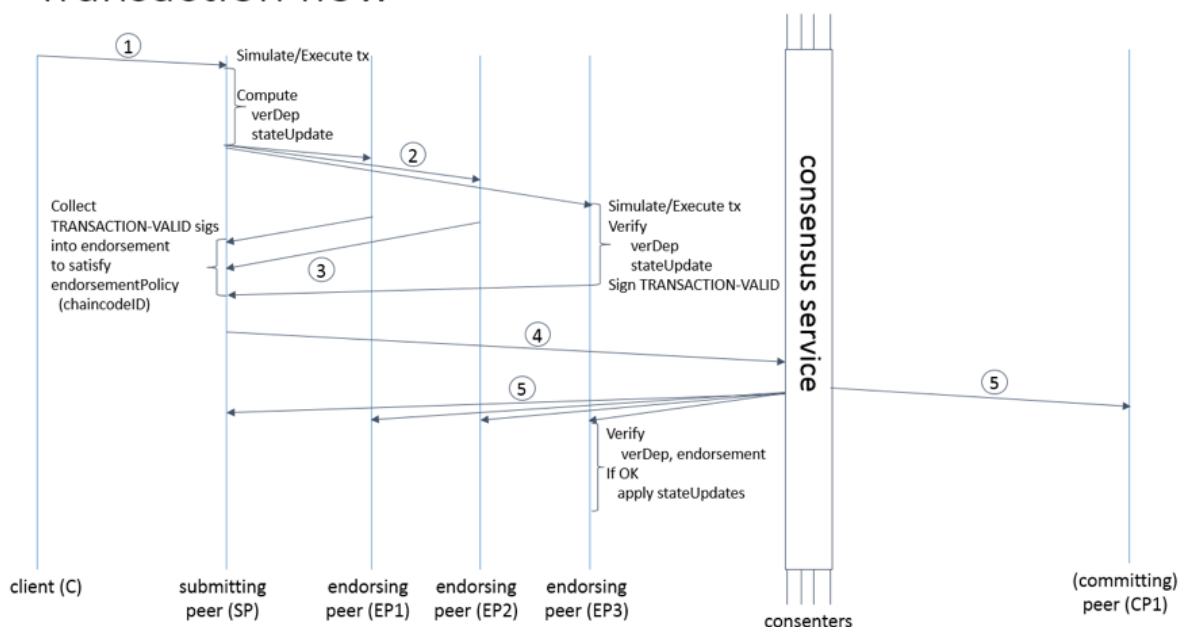 Transaction flow
1
Simulate/Execute tx
Compute
verDep
stateUpdate
2
Collect
TRANSACTION-VALID sigs
into endorsement
to satisfy
endorsementPolicy
(chaincodeID)
3
Simulate/Execute tx
Verify
verDep
stateUpdate
Sign TRANSACTION-VALID
consensus service
4
5
5
Verify
verDep, endorsement
If OK
apply stateUpdates
client (C)
submitting
peer (SP)
endorsing
peer (EP1)
endorsing
peer (EP2)
endorsing
peer (EP3)
consenters
(committing)
peer (CP1)